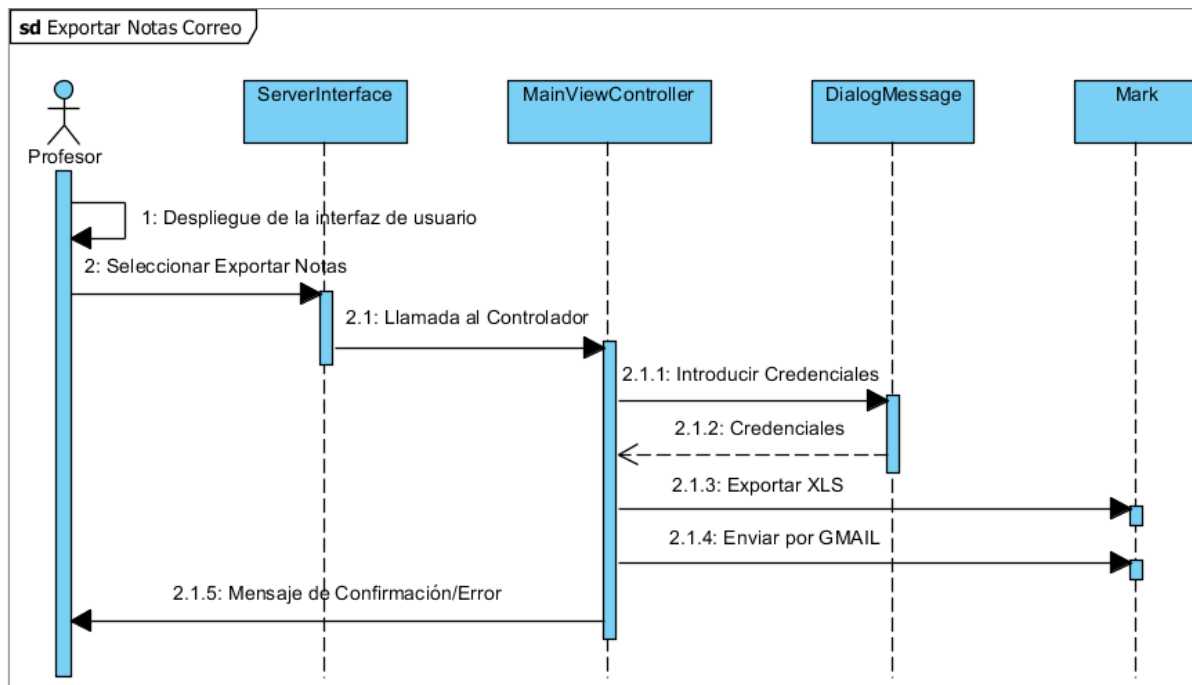 sd Exportar Notas Correo
Profesor
ServerInterface
MainViewController
DialogMessage
Mark
1: Despliegue de la interfaz de usuario
2: Seleccionar Exportar Notas
2.1: Llamada al Controlador
2.1.1: Introducir Credenciales
2.1.2: Credenciales
2.1.3: Exportar XLS
2.1.4: Enviar por GMAIL
2.1.5: Mensaje de Confirmación/Error